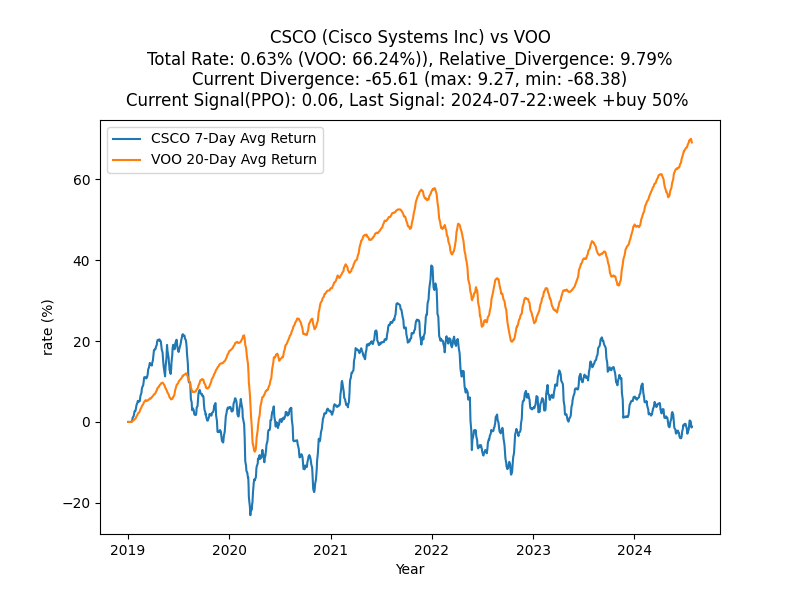 CSCO (Cisco Systems Inc) vs VOO
Total Rate: 0.63% (VOO: 66.24%)), Relative_Divergence: 9.79%
Current Divergence: -65.61 (max: 9.27, min: -68.38)
Current Signal(PPO): 0.06, Last Signal: 2024-07-22:week +buy 50%
CSCO 7-Day Avg Return
VOO 20-Day Avg Return
60
40
20
0
−20
rate (%)
2019 2020 2021 2022 2023 2024
Year